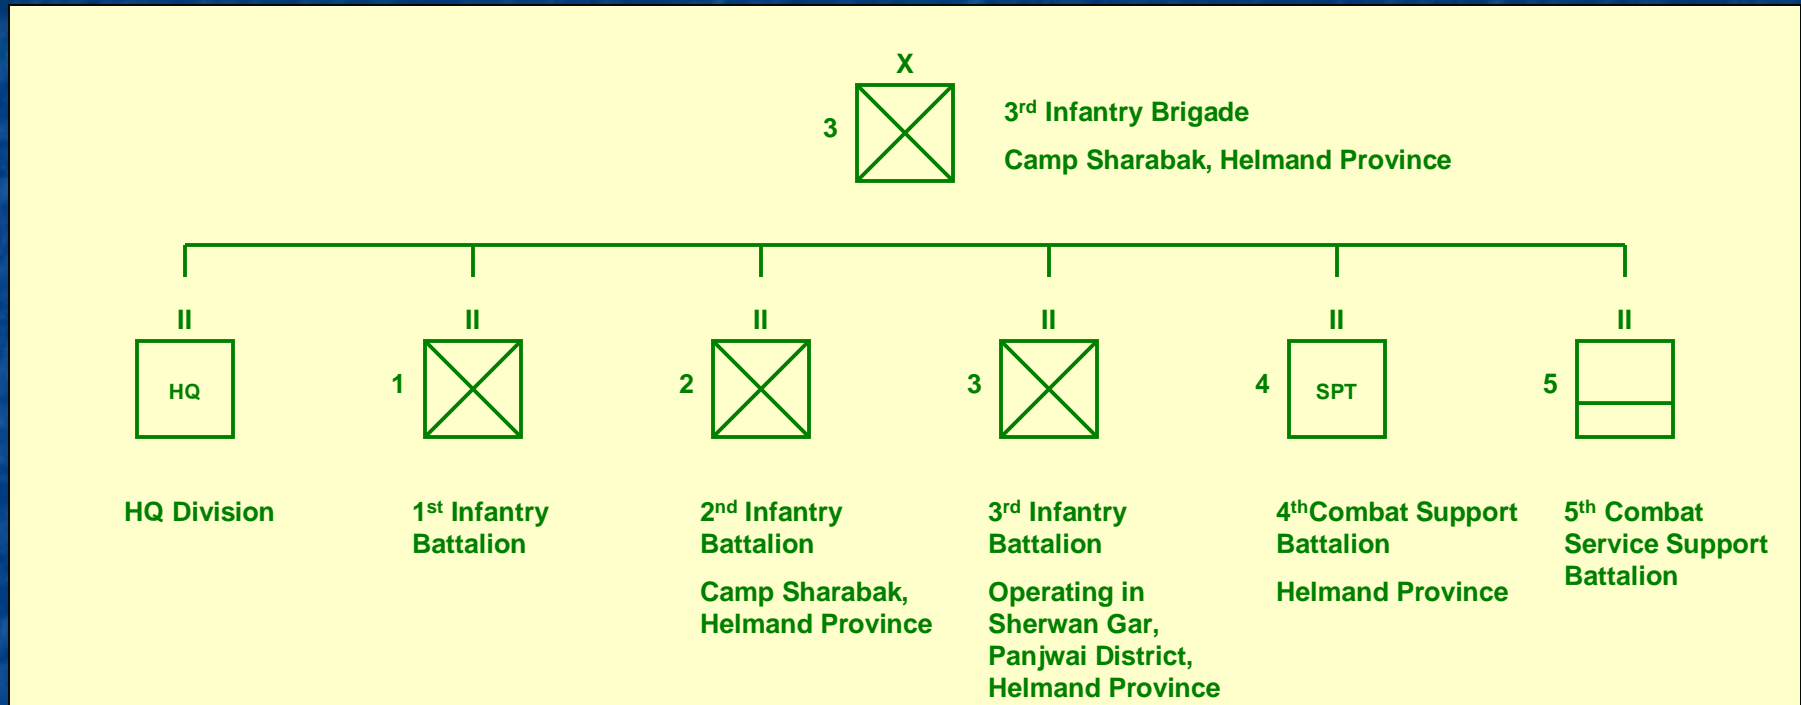 X
3
3rd Infantry Brigade
Camp Sharabak, Helmand Province
II
HQ
HQ Division
II
1
1st Infantry
Battalion
II
2
2nd Infantry
Battalion
Camp Sharabak,
Helmand Province
II
3
3rd Infantry
Battalion
Operating in
Sherwan Gar,
Panjwai District,
Helmand Province
II
4
SPT
4thCombat Support
Battalion
Helmand Province
II
5
5th Combat
Service Support
Battalion